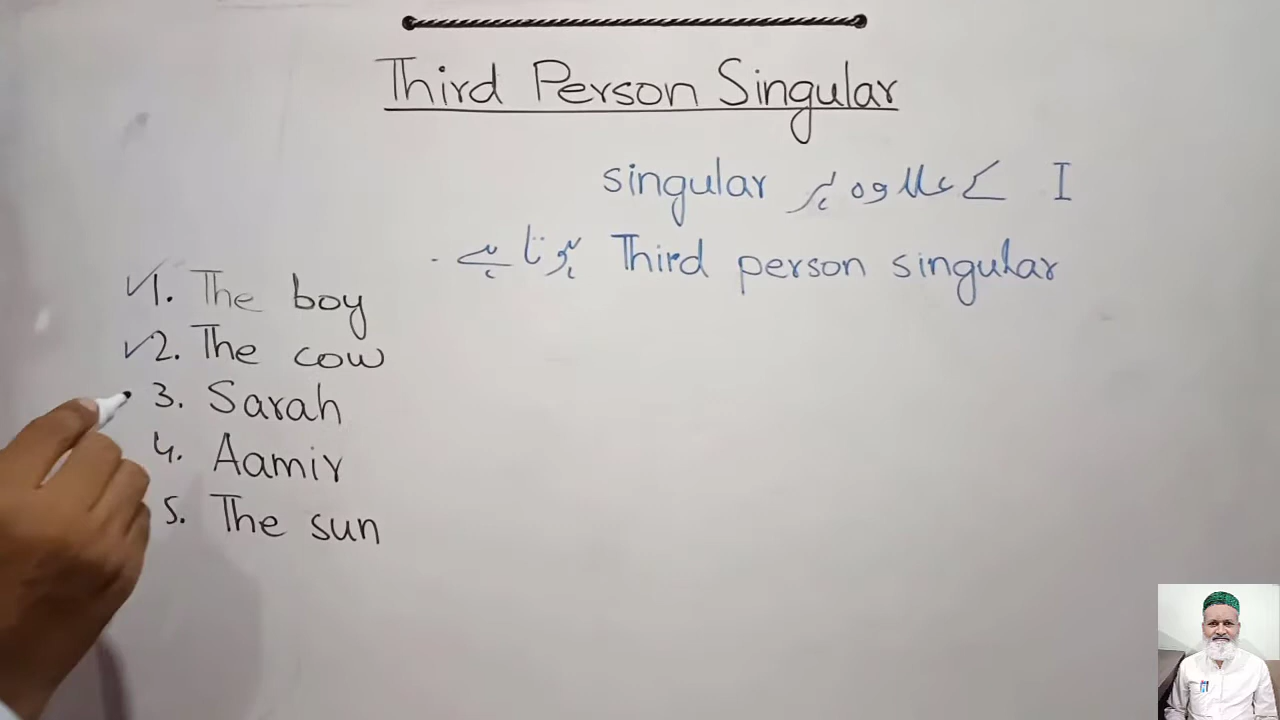 Third Person Singular
I کے علاوہ ہر singular
Third person singular ہوتا ہے۔
1. The boy
2. The cow
3. Sarah
4. Aamir
5. The sun